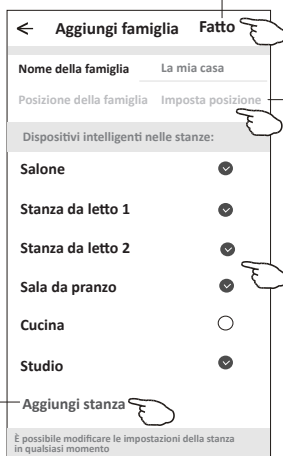 Aggiungi famiglia Fatto
Nome della famiglia La mia casa
Posizione della famiglia Imposta posizione
Dispositivi intelligenti nelle stanze:
Salone
Stanza da letto 1
Stanza da letto 2
Sala da pranzo
Cucina
Studio
Aggiungi stanza
È possibile modificare le impostazioni della stanza
in qualsiasi momento